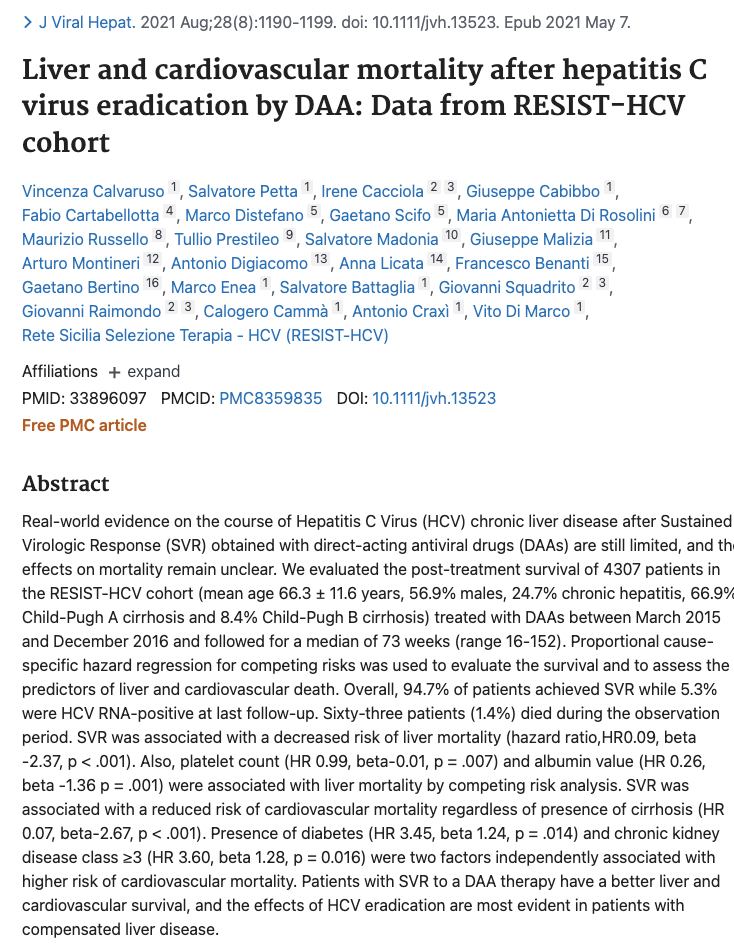 J Viral Hepat. 2021 Aug;28(8):1190-1199. doi: 10.1111/jvh.13523. Epub 2021 May 7.
Liver and cardiovascular mortality after hepatitis C
virus eradication by DAA: Data from RESIST-HCV
cohort
Vincenza Calvaruso 1, Salvatore Petta 1, Irene Cacciola 2 3, Giuseppe Cabibbo 1,
Fabio Cartabellotta 4, Marco Distefano 5, Gaetano Scifo 5, Maria Antonietta Di Rosolini 6 7,
Maurizio Russello 8, Tullio Prestileo 9, Salvatore Madonia 10, Giuseppe Malizia 11,
Arturo Montineri 12, Antonio Digiacomo 13, Anna Licata 14, Francesco Benanti 15,
Gaetano Bertino 16, Marco Enea 1, Salvatore Battaglia 1, Giovanni Squadrito 2 3,
Giovanni Raimondo 2 3, Calogero Cammà 1, Antonio Craxì 1, Vito Di Marco 1,
Rete Sicilia Selezione Terapia - HCV (RESIST-HCV)
Affiliations + expand
PMID: 33896097 PMCID: PMC8359835 DOI: 10.1111/jvh.13523
Free PMC article
Abstract
Real-world evidence on the course of Hepatitis C Virus (HCV) chronic liver disease after Sustained
Virologic Response (SVR) obtained with direct-acting antiviral drugs (DAAs) are still limited, and
effects on mortality remain unclear. We evaluated the post-treatment survival of 4307 patients in
the RESIST-HCV cohort (mean age 66.3 ± 11.6 years, 56.9% males, 24.7% chronic hepatitis, 66.9%
Child-Pugh A cirrhosis and 8.4% Child-Pugh B cirrhosis) treated with DAAs between March 2015
and December 2016 and followed for a median of 73 weeks (range 16-152). Proportional cause-
specific hazard regression for competing risks was used to evaluate the survival and to assess the
predictors of liver and cardiovascular death. Overall, 94.7% of patients achieved SVR while 5.3%
were HCV RNA-positive at last follow-up. Sixty-three patients (1.4%) died during the observation
period. SVR was associated with a decreased risk of liver mortality (hazard ratio,HR0.09, beta
-2.37, p < .001). Also, platelet count (HR 0.99, beta-0.01, p = .007) and albumin value (HR 0.26,
beta -1.36 p = .001) were associated with liver mortality by competing risk analysis. SVR was
associated with a reduced risk of cardiovascular mortality regardless of presence of cirrhosis (HR
0.07, beta-2.67, p < .001). Presence of diabetes (HR 3.45, beta 1.24, p = .014) and chronic kidney
disease class ≥3 (HR 3.60, beta 1.28, p = 0.016) were two factors independently associated with
higher risk of cardiovascular mortality. Patients with SVR to a DAA therapy have a better liver and
cardiovascular survival, and the effects of HCV eradication are most evident in patients with
compensated liver disease.